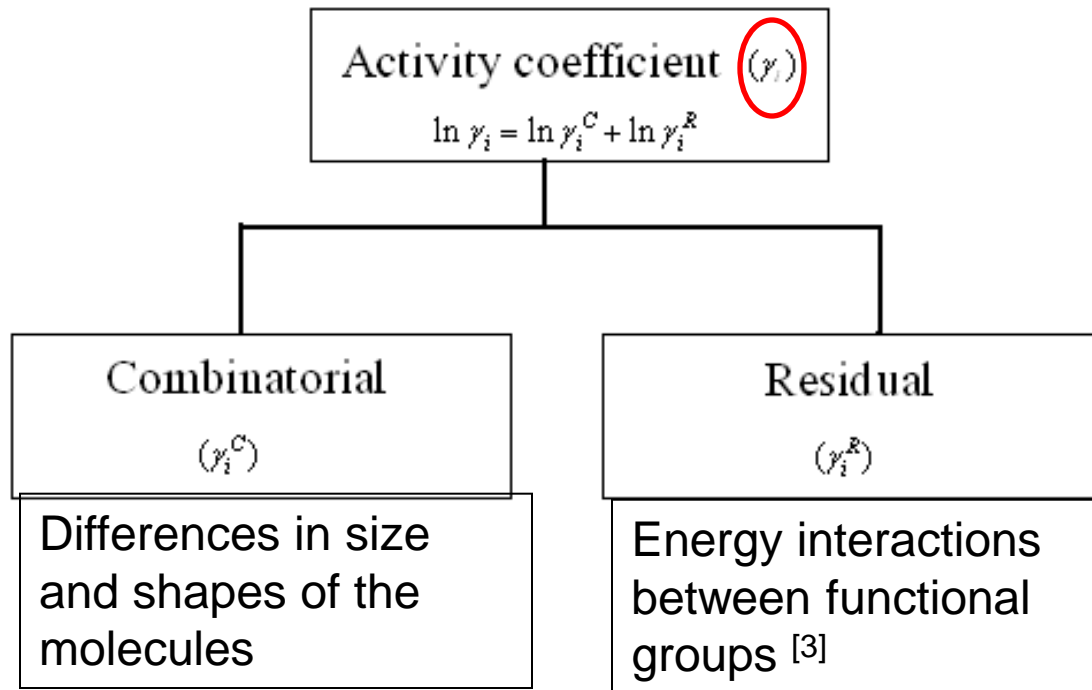 Activity coefficient (γᵢ)
ln γᵢ = ln γᵢᶜ + ln γᵢᴿ
Combinatorial
(γᵢᶜ)
Differences in size
and shapes of the
molecules
Residual
(γᵢᴿ)
Energy interactions
between functional
groups [3]